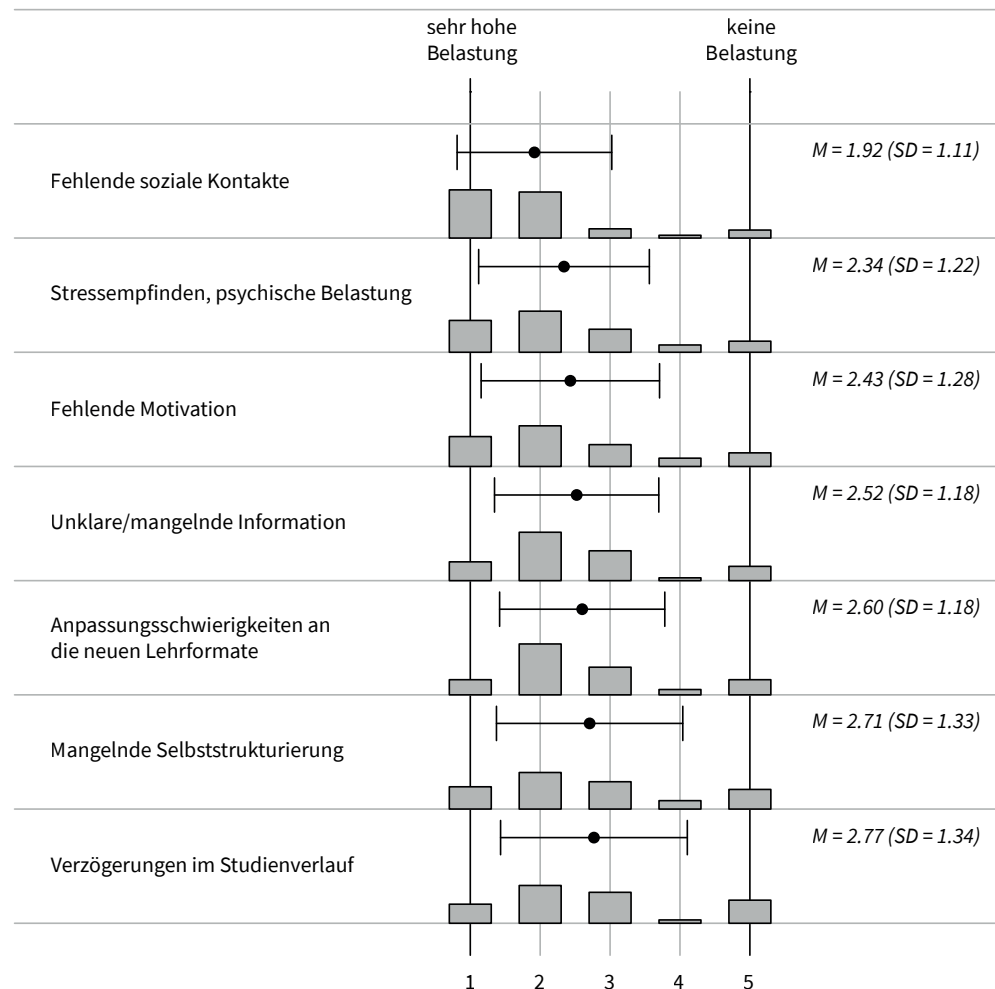 sehr hohe
Belastung
keine
Belastung
Fehlende soziale Kontakte
M = 1.92 (SD = 1.11)
Stressempfinden, psychische Belastung
M = 2.34 (SD = 1.22)
Fehlende Motivation
M = 2.43 (SD = 1.28)
Unklare/mangelnde Information
M = 2.52 (SD = 1.18)
Anpassungsschwierigkeiten an
die neuen Lehrformate
M = 2.60 (SD = 1.18)
Mangelnde Selbststrukturierung
M = 2.71 (SD = 1.33)
Verzögerungen im Studienverlauf
M = 2.77 (SD = 1.34)
1 2 3 4 5